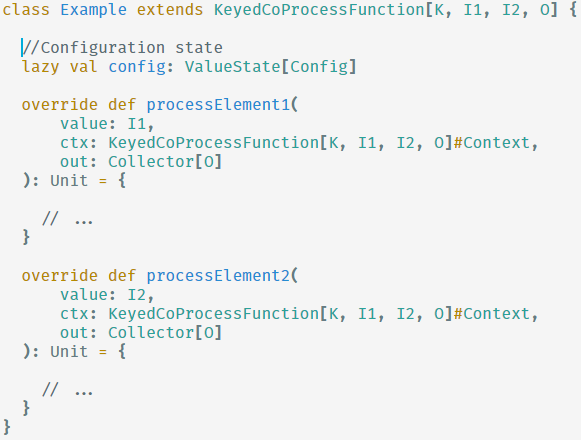 class Example extends KeyedCoProcessFunction[K, I1, I2, O] {
//Configuration state
lazy val config: ValueState[Config]
override def processElement1(
value: I1,
ctx: KeyedCoProcessFunction[K, I1, I2, O]#Context,
out: Collector[O]
): Unit = {
// ...
}
override def processElement2(
value: I2,
ctx: KeyedCoProcessFunction[K, I1, I2, O]#Context,
out: Collector[O]
): Unit = {
// ...
}
}